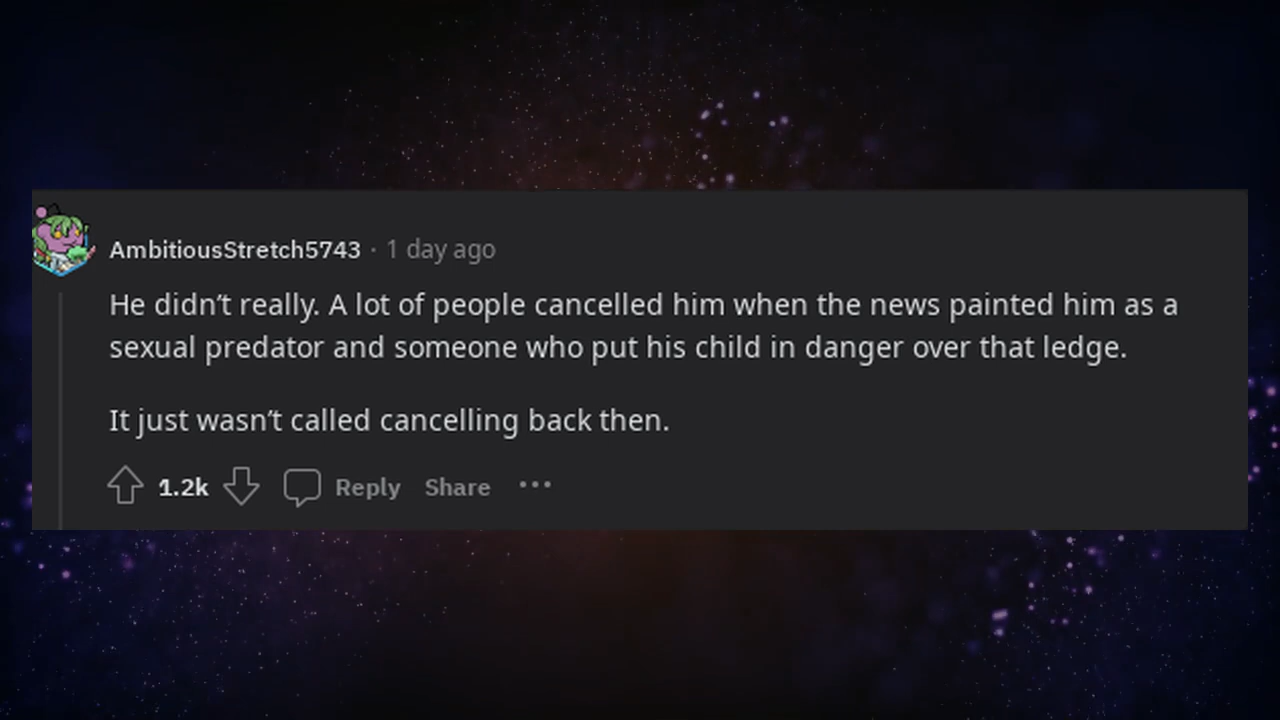 AmbitiousStretch5743 · 1 day ago
He didn't really. A lot of people cancelled him when the news painted him as a
sexual predator and someone who put his child in danger over that ledge.
It just wasn't called cancelling back then.
1.2k Reply Share ...